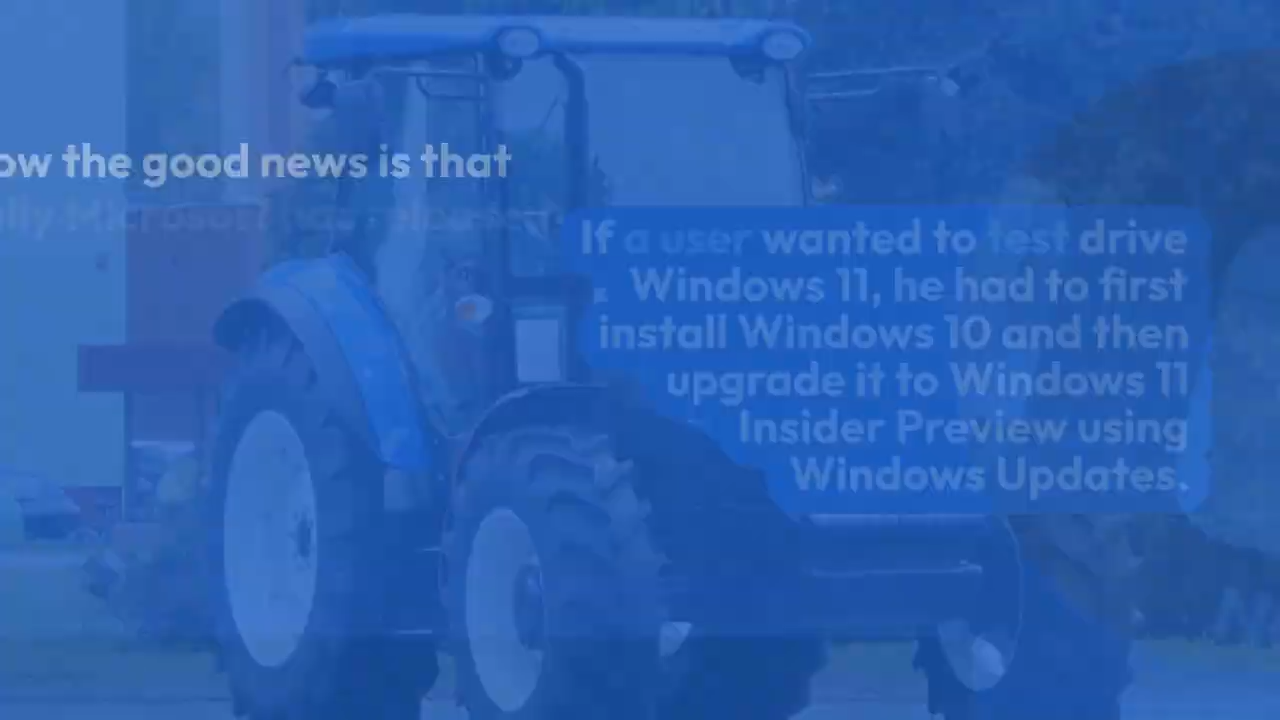 ow the good news is that
If a user wanted to test drive
Windows 11, he had to first
install Windows 10 and then
upgrade it to Windows 11
Insider Preview using
Windows Updates.